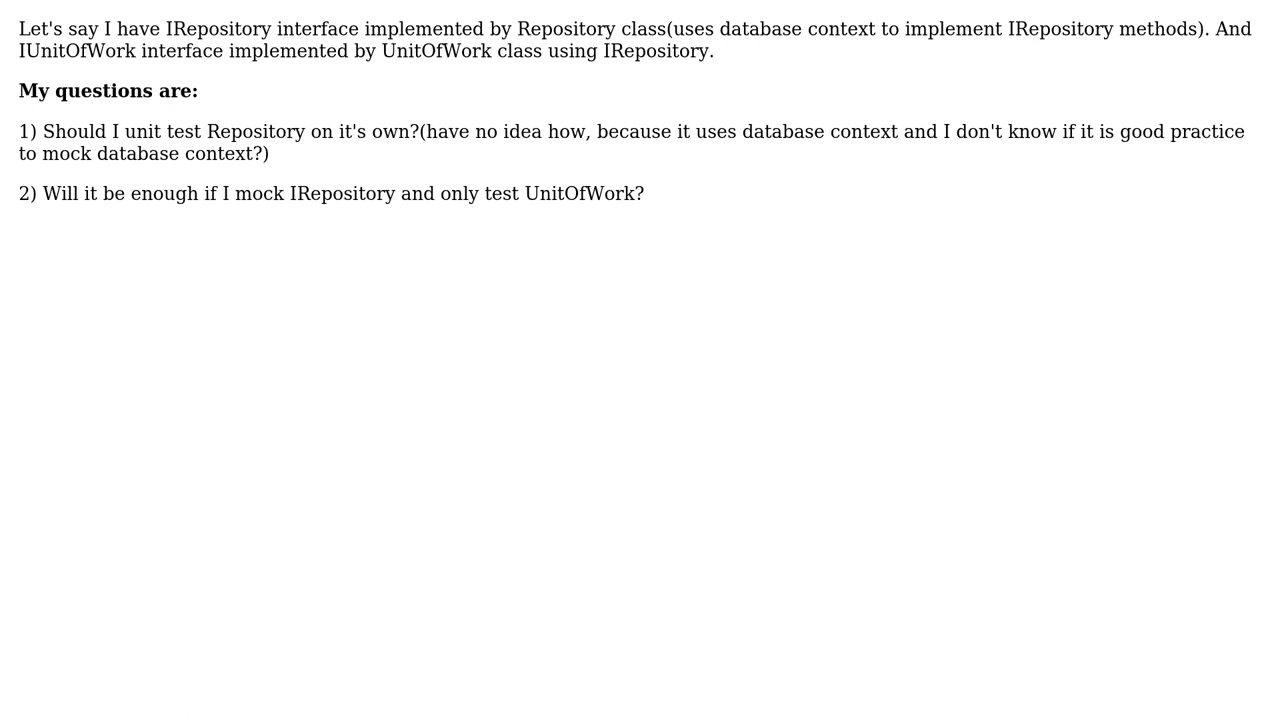 Let's say I have IRepository interface implemented by Repository class(uses database context to implement IRepository methods). And
IUnitOfWork interface implemented by UnitOfWork class using IRepository.
My questions are:
1) Should I unit test Repository on it's own?(have no idea how, because it uses database context and I don't know if it is good practice
to mock database context?)
2) Will it be enough if I mock IRepository and only test UnitOfWork?